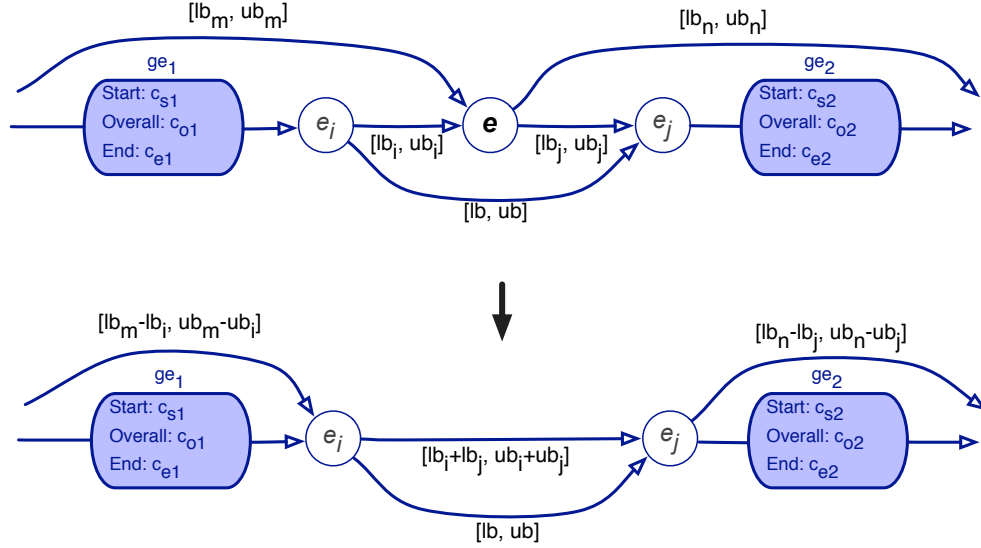 [lb_m, ub_m] [lb_n, ub_n]
ge_1 ge_2
Start: c_s1
Overall: c_o1
End: c_e1
e_i
[lb_i, ub_i]
e
[lb_j, ub_j]
e_j
Start: c_s2
Overall: c_o2
End: c_e2
[lb, ub]
[lb_m-lb_i, ub_m-ub_i] [lb_n-lb_j, ub_n-ub_j]
ge_1 ge_2
Start: c_s1
Overall: c_o1
End: c_e1
e_i
[lb_i+lb_j, ub_i+ub_j]
e_j
Start: c_s2
Overall: c_o2
End: c_e2
[lb, ub]